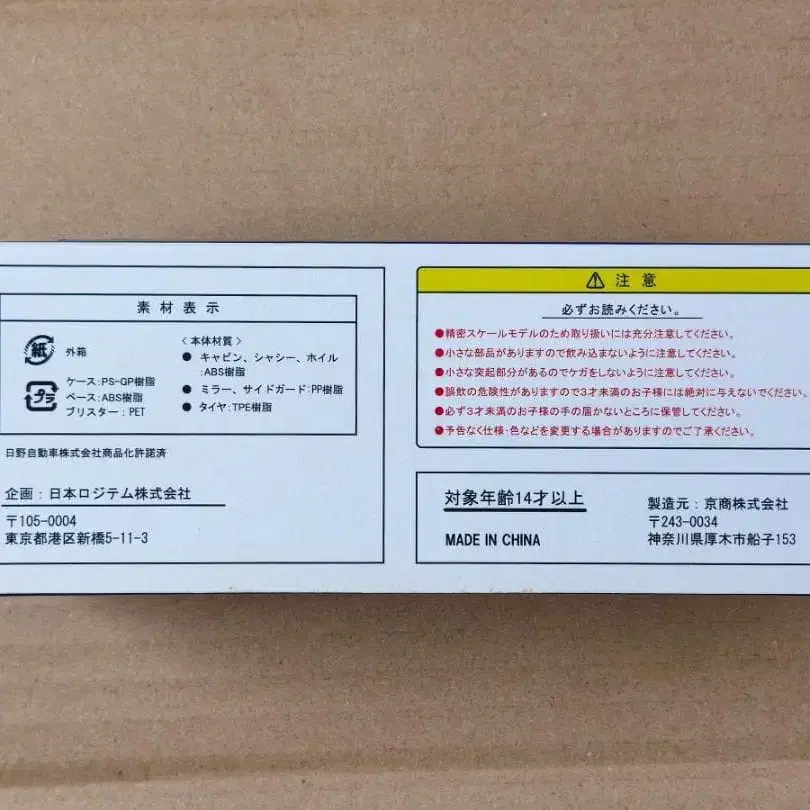 素材表示
紙 外箱
プラ
ケース:PS-GP樹脂
ベース:ABS樹脂
ブリスター:PET
<本体材質>
● キャビン、シャシー、ホイル
:ABS樹脂
● ミラー、サイドガード:PP樹脂
● タイヤ:TPE樹脂
日野自動車株式会社商品化許諾済
企画:日本ロジテム株式会社
〒105-0004
東京都港区新橋5-11-3
注意
必ずお読みください。
●精密スケールモデルのため取り扱いには充分注意してください。
●小さな部品がありますので飲み込まないように注意してください。
●小さな突起部分があるのでケガをしないように注意してください。
●誤飲の危険性がありますので3才未満のお子様には絶対に与えないでください。
●必ず3才未満のお子様の手の届かないところに保管してください。
●予告なく仕様・色などを変更する場合がありますのでご了承ください。
対象年齢14才以上
MADE IN CHINA
製造元:京商株式会社
〒243-0034
神奈川県厚木市船子153